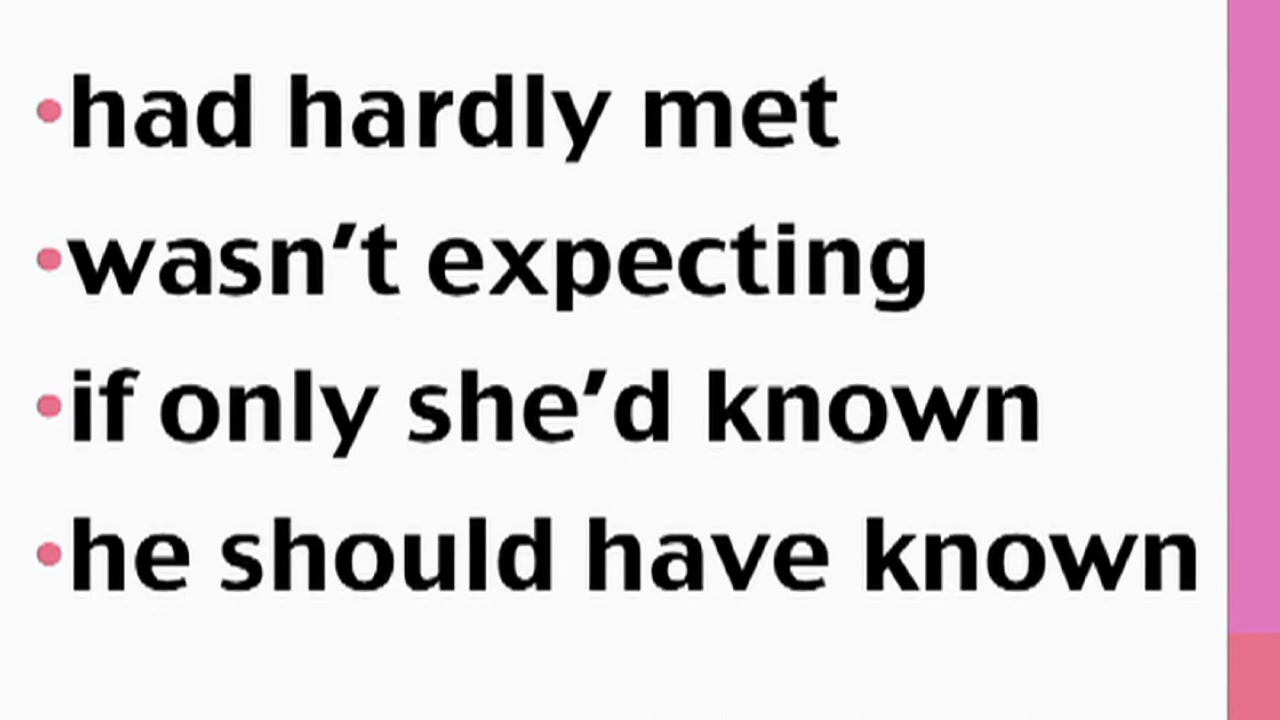 •had hardly met
•wasn’t expecting
•if only she’d known
•he should have known